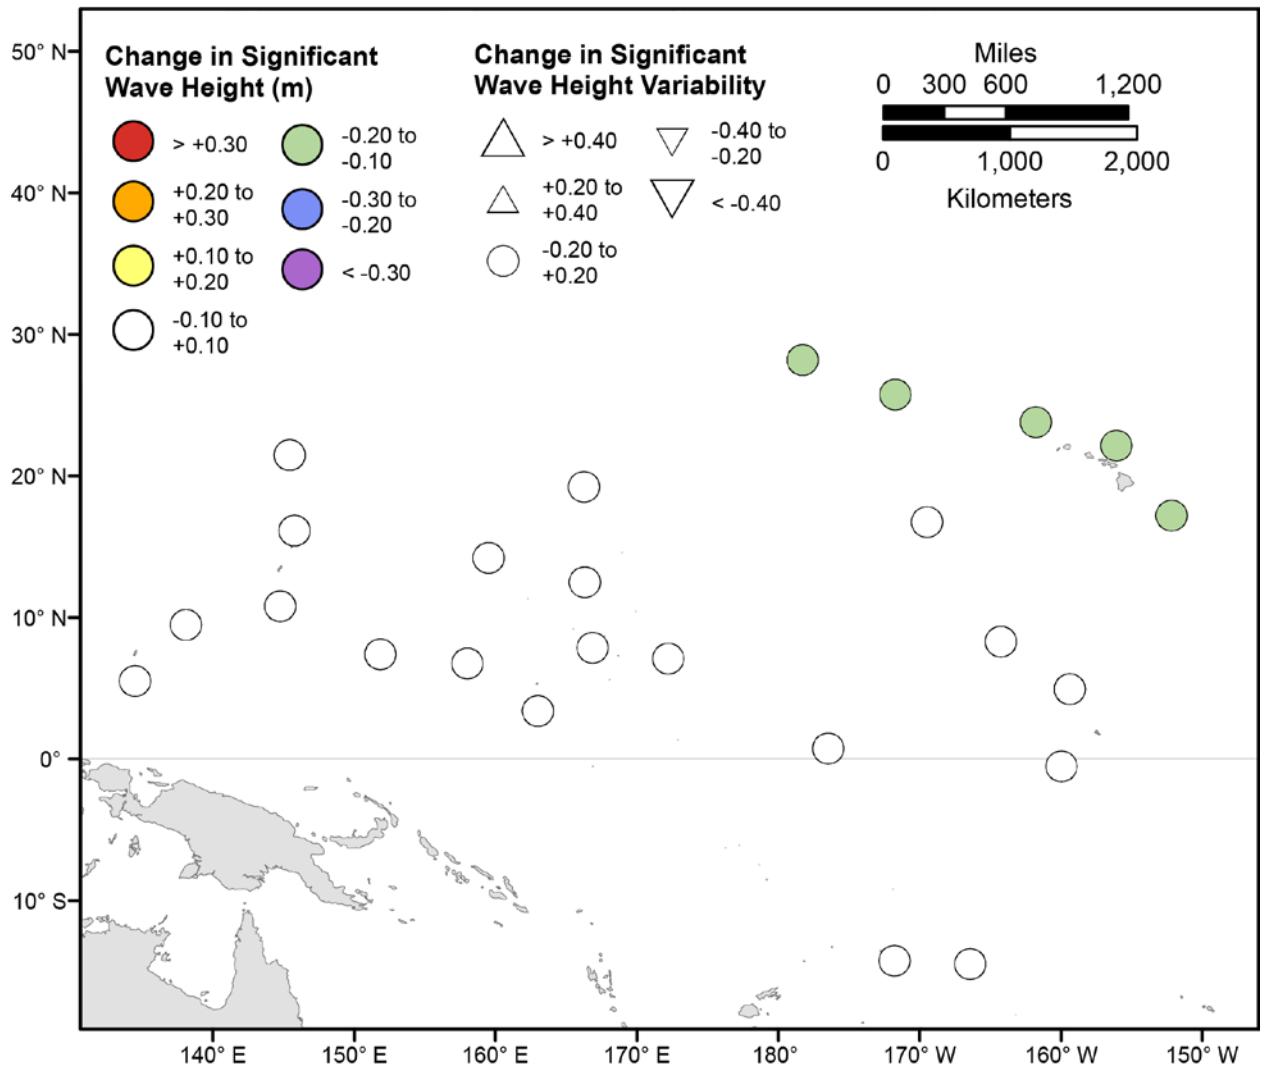 Change in Significant
Wave Height (m)
> +0.30
+0.20 to
+0.30
+0.10 to
+0.20
-0.10 to
+0.10
-0.20 to
-0.10
-0.30 to
-0.20
< -0.30
Change in Significant
Wave Height Variability
> +0.40
+0.20 to
+0.40
-0.20 to
+0.20
-0.40 to
-0.20
< -0.40
Miles
0 300 600 1,200
0 1,000 2,000
Kilometers
50° N
40° N
30° N
20° N
10° N
0°
10° S
140° E 150° E 160° E 170° E 180° 170° W 160° W 150° W